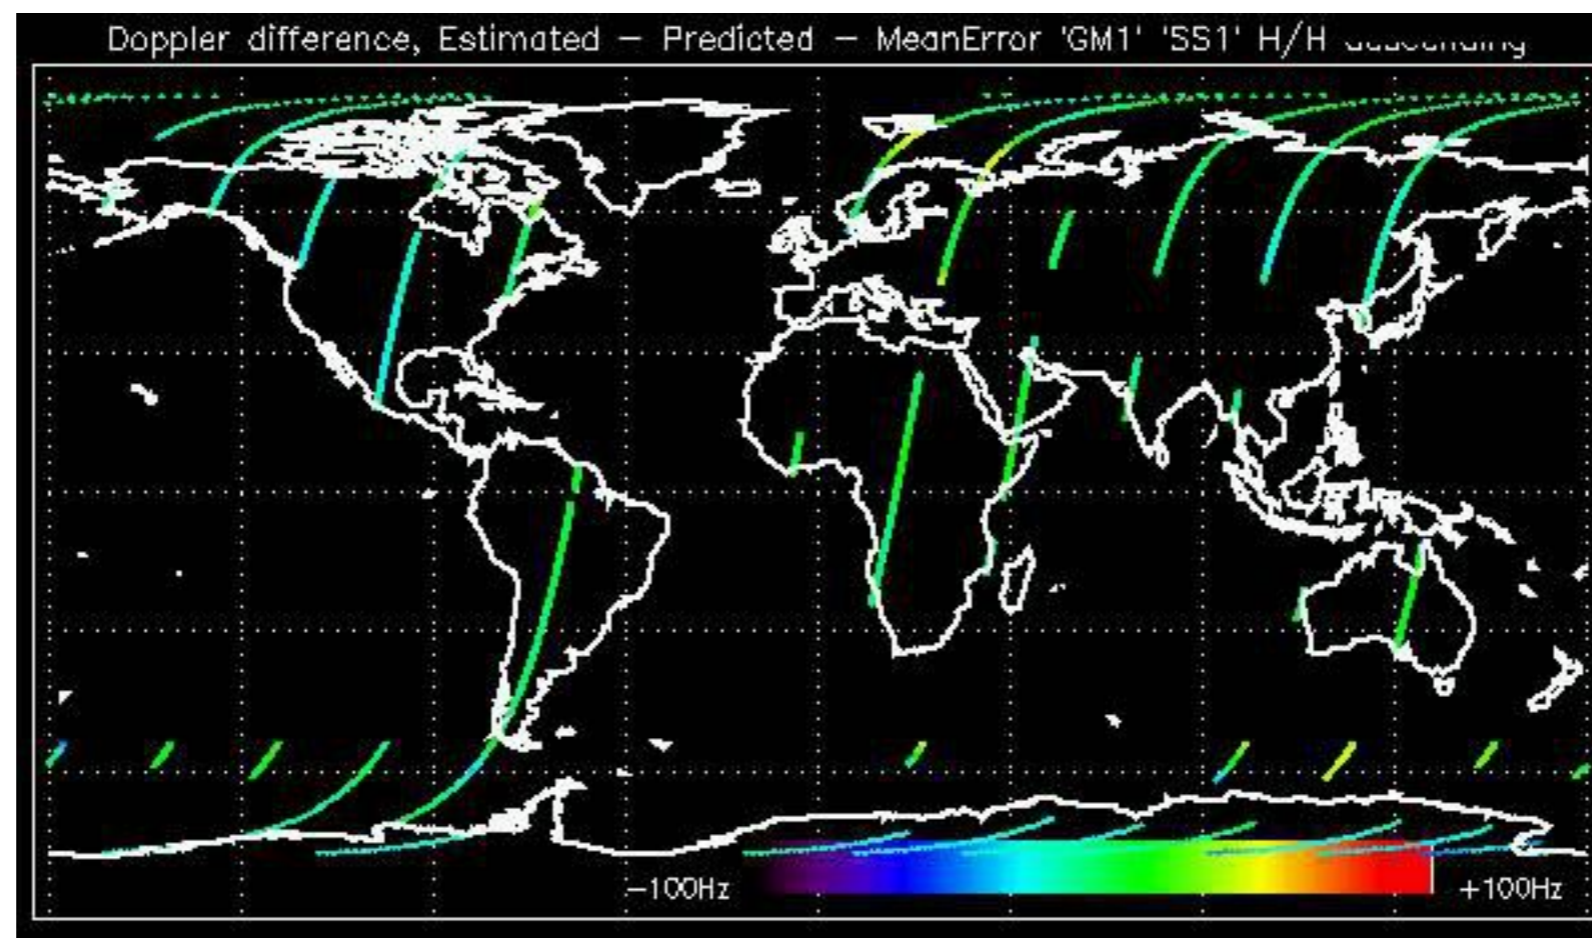 Doppler difference, Estimated – Predicted – MeanError 'GM1' 'SS1' H/H
–100Hz
+100Hz